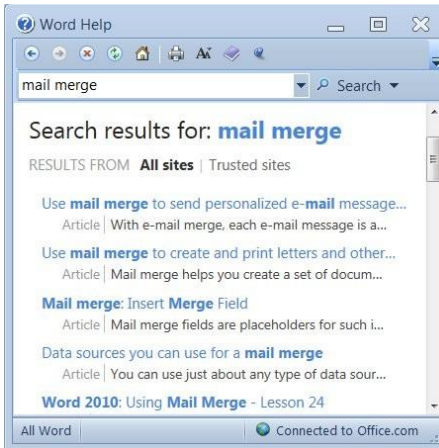 Word Help
mail merge
Search
Search results for: mail merge
RESULTS FROM All sites | Trusted sites
Use mail merge to send personalized e-mail message...
Article | With e-mail merge, each e-mail message is a...
Use mail merge to create and print letters and other...
Article | Mail merge helps you create a set of docum...
Mail merge: Insert Merge Field
Article | Mail merge fields are placeholders for such i...
Data sources you can use for a mail merge
Article | You can use just about any type of data sour...
Word 2010: Using Mail Merge - Lesson 24
All Word
Connected to Office.com